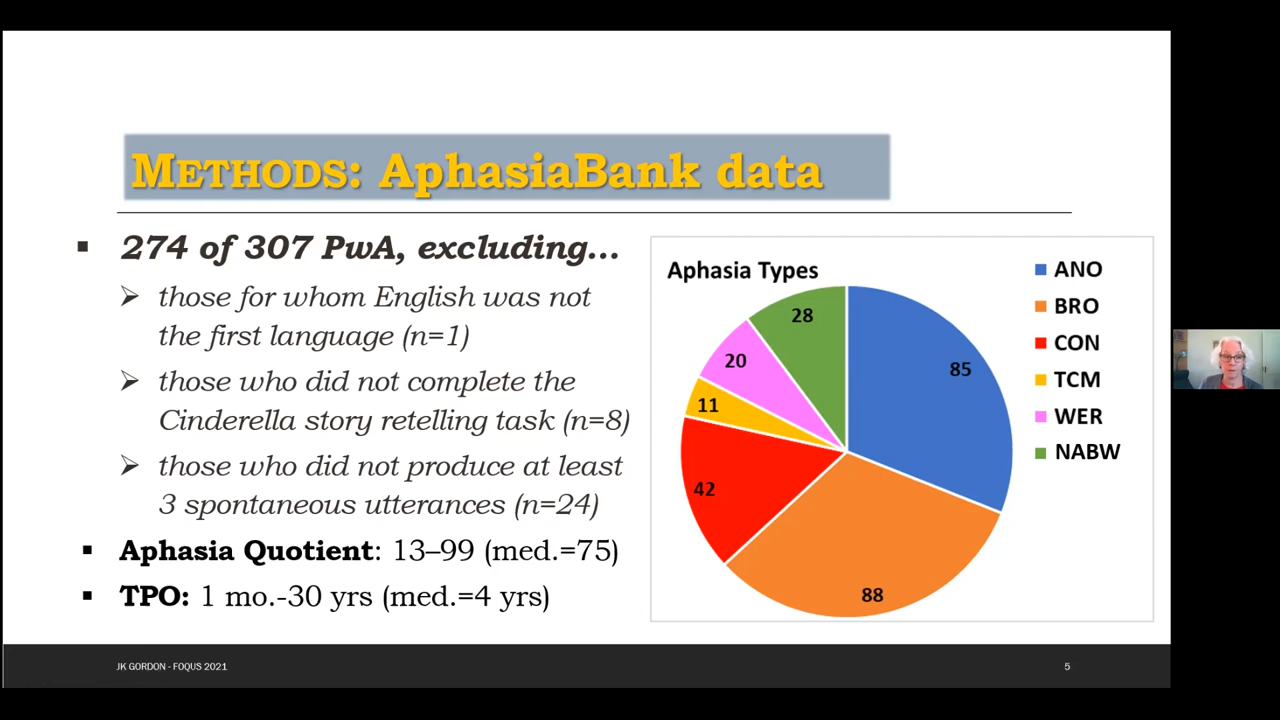 METHODS: AphasiaBank data
▪ 274 of 307 PwA, excluding…
➢ those for whom English was not
the first language (n=1)
➢ those who did not complete the
Cinderella story retelling task (n=8)
➢ those who did not produce at least
3 spontaneous utterances (n=24)
▪ Aphasia Quotient: 13–99 (med.=75)
▪ TPO: 1 mo.-30 yrs (med.=4 yrs)
Aphasia Types
28
20
11
42
88
85
ANO
BRO
CON
TCM
WER
NABW
JK GORDON - FOQUS 2021
5